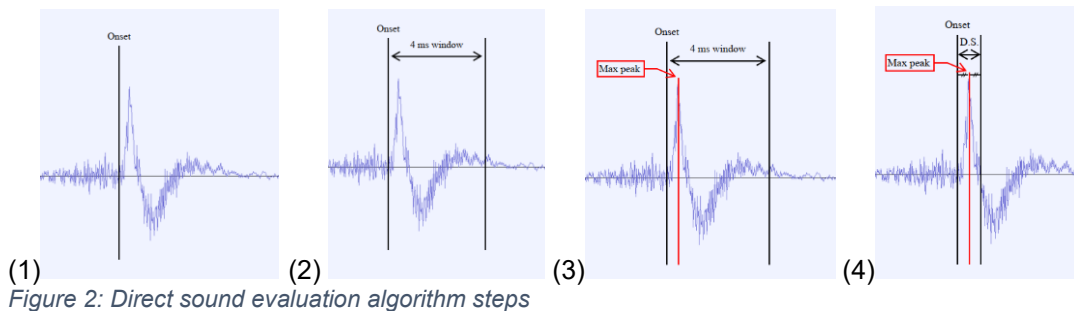 Onset
(1)
Onset
4 ms window
(2)
Onset
4 ms window
Max peak
(3)
Onset
D.S.
Max peak
(4)
Figure 2: Direct sound evaluation algorithm steps